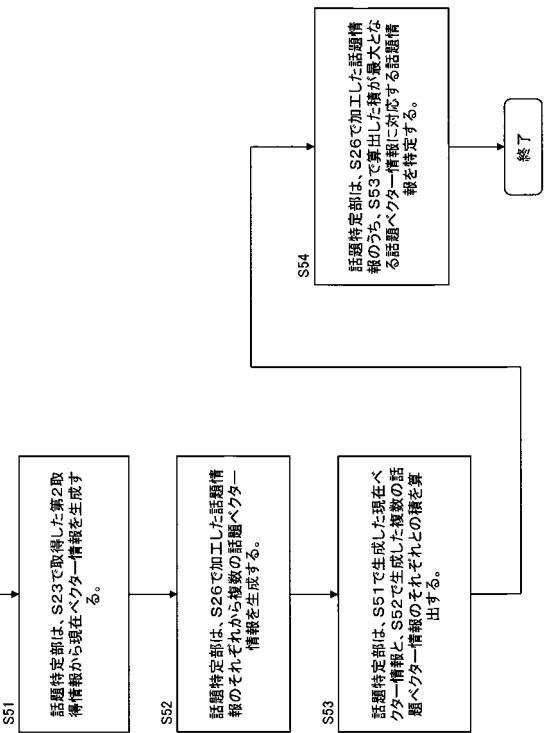 S51
話題特定部は、S23で取得した第2取
得情報から現在ベクター情報を生成す
る。
S52
話題特定部は、S26で加工した話題情
報のそれぞれから複数の話題ベクター
情報を生成する。
S53
話題特定部は、S51で生成した現在ベ
クター情報と、S52で生成した複数の話
題ベクター情報のそれぞれとの積を算
出する。
S54
話題特定部は、S26で加工した話題情
報のうち、S53で算出した積が最大とな
る話題ベクター情報に対応する話題情
報を特定する。
終了